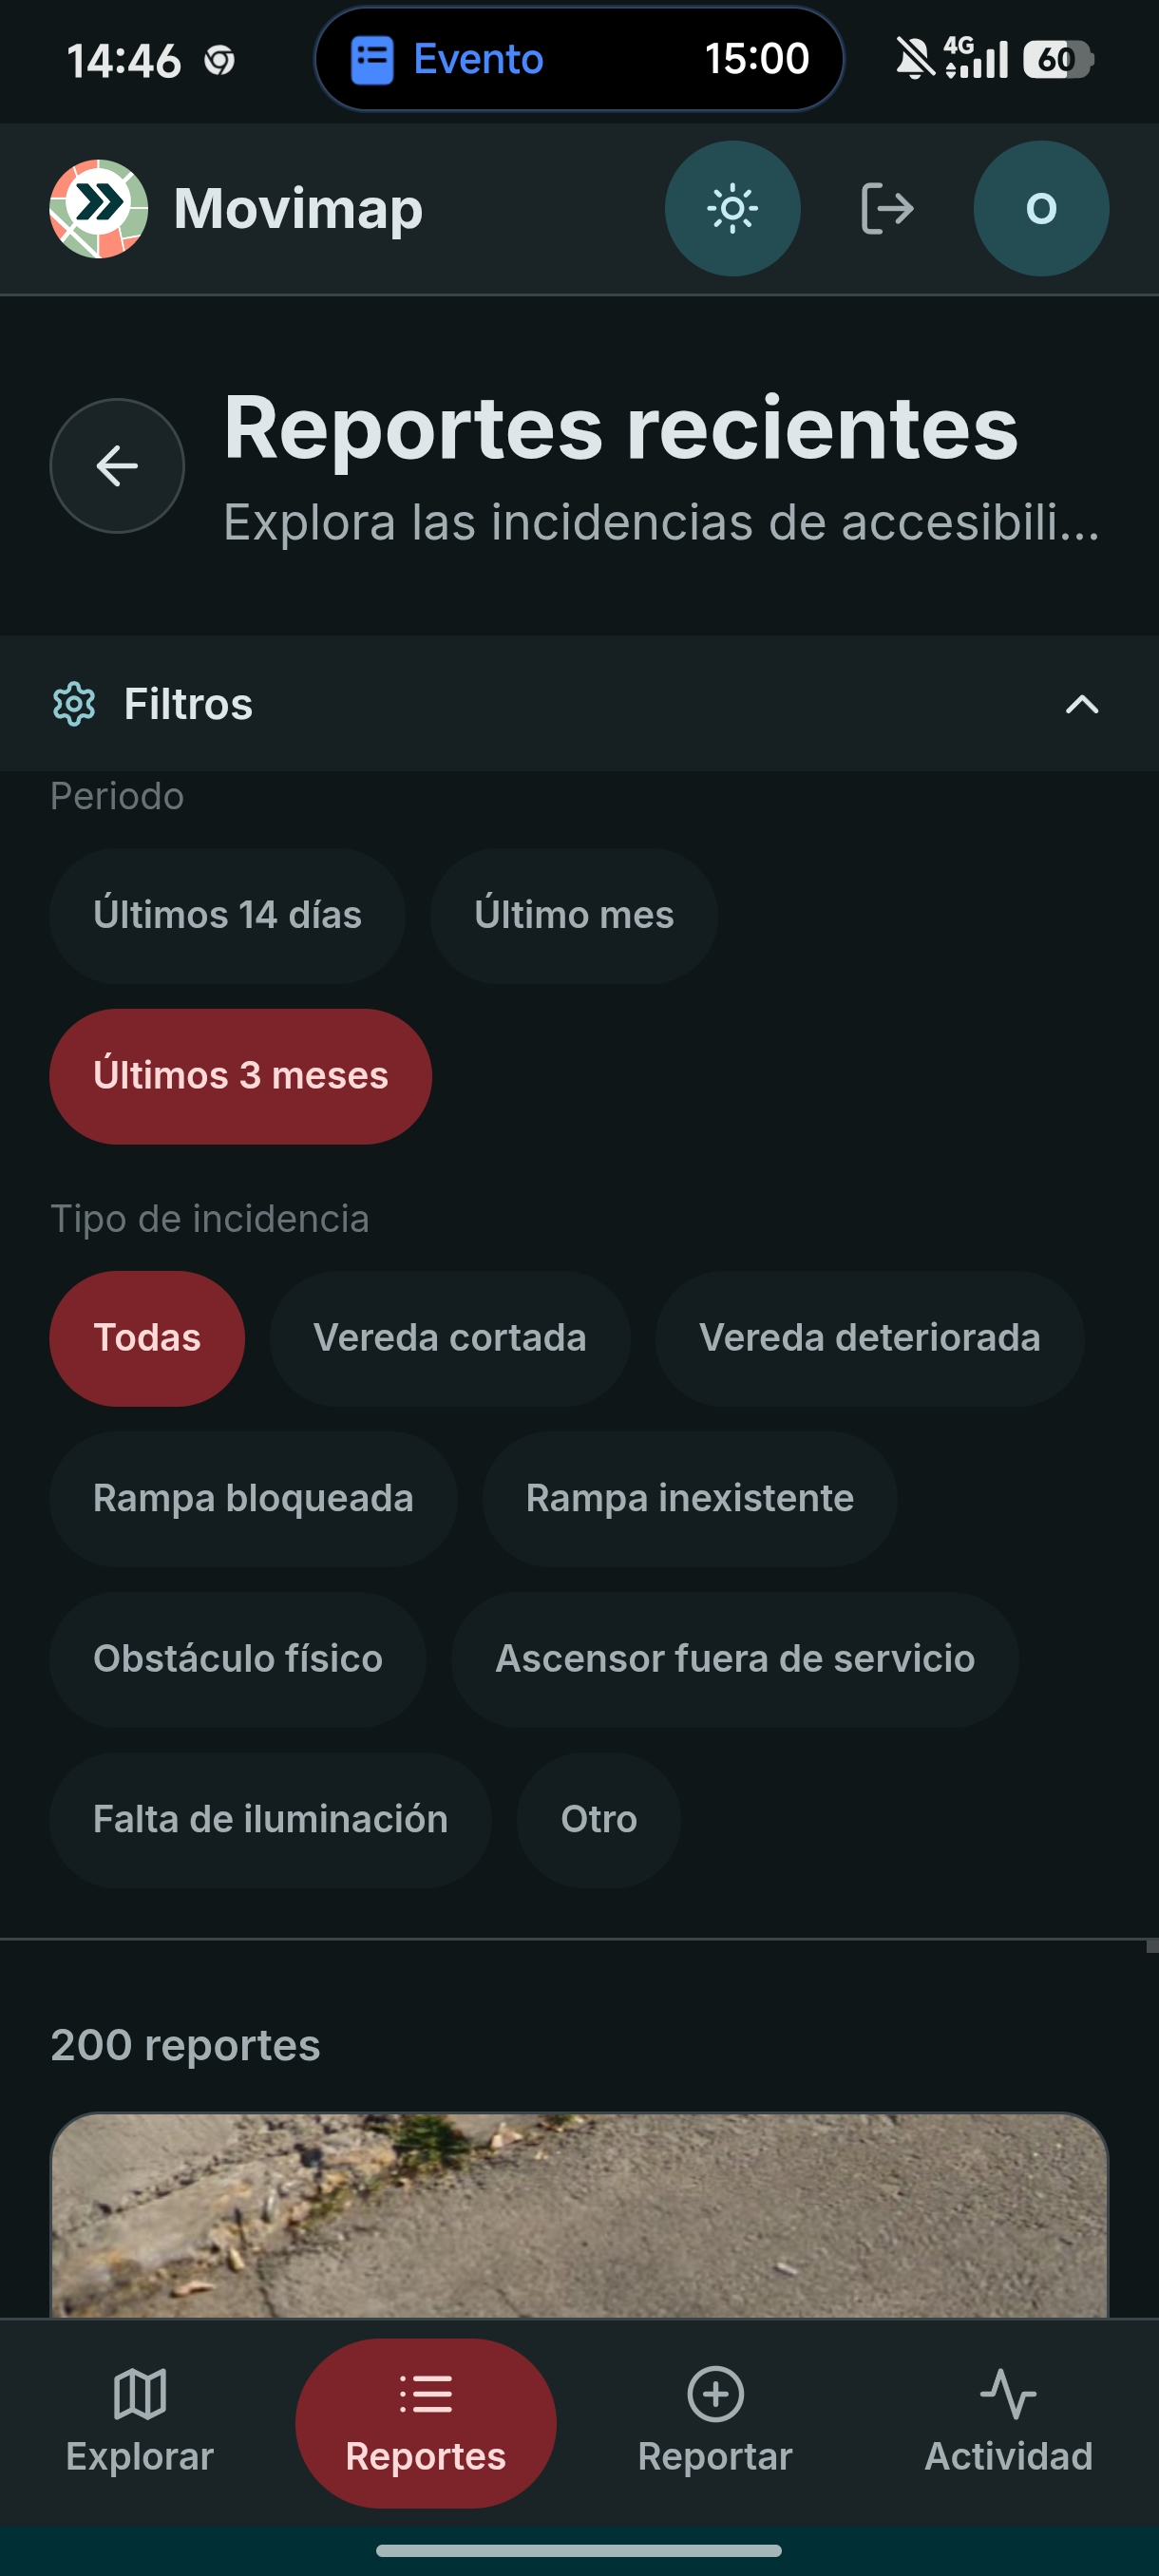 14:46 Evento 15:00 4G 60
Movimap O
Reportes recientes
Explora las incidencias de accesibili...
Filtros
Periodo
Últimos 14 días Último mes
Últimos 3 meses
Tipo de incidencia
Todas Vereda cortada Vereda deteriorada
Rampa bloqueada Rampa inexistente
Obstáculo físico Ascensor fuera de servicio
Falta de iluminación Otro
200 reportes
Explorar Reportes Reportar Actividad